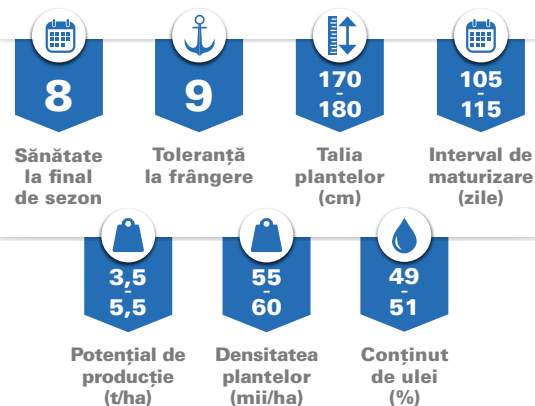 8
Sănătate
la final
de sezon
9
Toleranță
la frângere
170
-
180
Talia
plantelor
(cm)
105
-
115
Interval de
maturizare
(zile)
3,5
-
5,5
Potențial de
producție
(t/ha)
55
-
60
Densitatea
plantelor
(mii/ha)
49
-
51
Conținut
de ulei
(%)